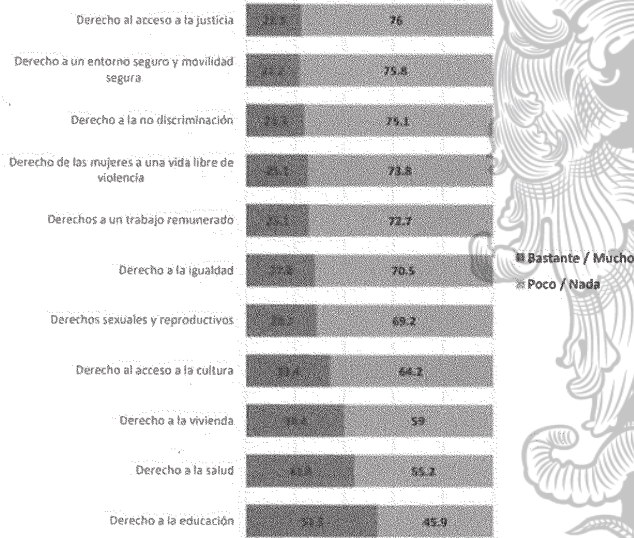 Derecho al acceso a la justicia
76
Derecho a un entorno seguro y movilidad
segura
75.8
Derecho a la no discriminación
75.1
Derecho de las mujeres a una vida libre de
violencia
25.1
73.8
Derechos a un trabajo remunerado
72.7
Derecho a la igualdad
70.5
Derechos sexuales y reproductivos
69.2
Derecho al acceso a la cultura
64.2
Derecho a la vivienda
59
Derecho a la salud
55.2
Derecho a la educación
45.9
Bastante / Mucho
Poco / Nada